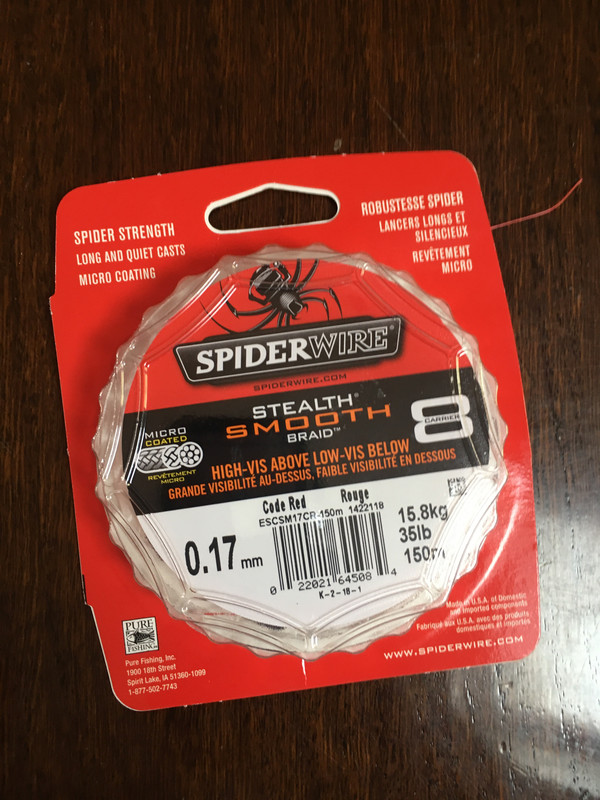 SPIDER STRENGTH
LONG AND QUIET CASTS
MICRO COATING
ROBUSTESSE SPIDER
LANCERS LONGS ET
SILENCIEUX
REVÊTEMENT
MICRO
SPIDERWIRE®
SPIDERWIRE.COM
STEALTH®
SMOOTH
BRAID™
8
CARRIER
MICRO
COATED
REVÊTEMENT
MICRO
HIGH-VIS ABOVE LOW-VIS BELOW
GRANDE VISIBILITÉ AU-DESSUS, FAIBLE VISIBILITÉ EN DESSOUS
Code Red Rouge
ESCSM17CR-150m 1422118
0.17mm
15.8kg
35lb
150m
0 22021 64508 4
K-2-18-1
Made in U.S.A. of Domestic
and Imported components
Fabriqué aux U.S.A. avec des produits
domestiques et importés
WWW.SPIDERWIRE.COM
PURE
FISHING
Pure Fishing, Inc.
1900 18th Street
Spirit Lake, IA 51360-1099
1-877-502-7743